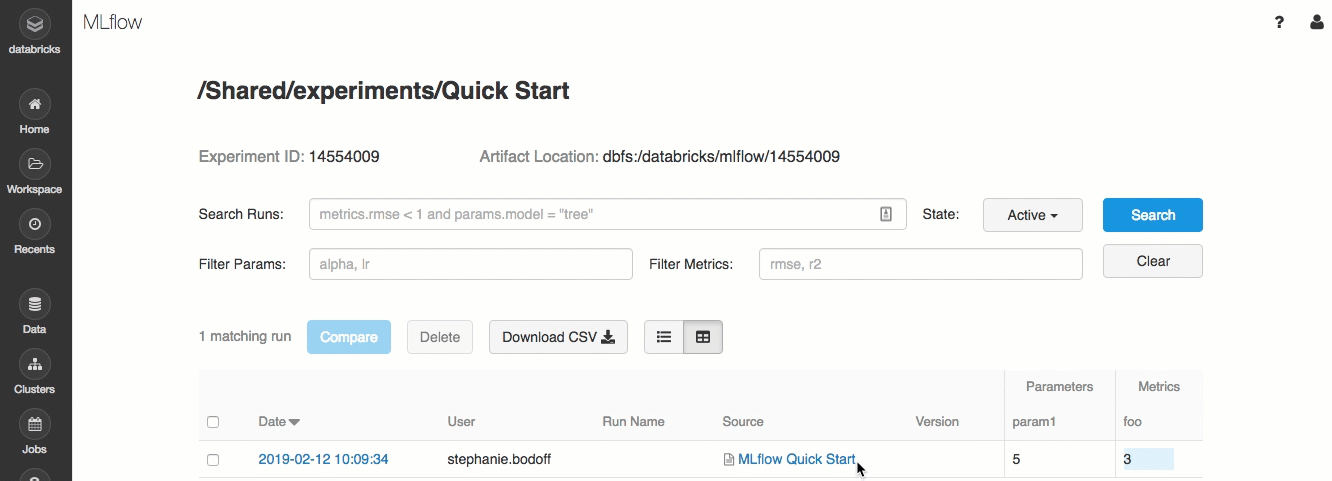 databricks
MLflow
?
Home
Workspace
Recents
Data
Clusters
Jobs
/Shared/experiments/Quick Start
Experiment ID: 14554009 Artifact Location: dbfs:/databricks/mlflow/14554009
Search Runs: metrics.rmse < 1 and params.model = "tree" State: Active Search
Filter Params: alpha, lr Filter Metrics: rmse, r2 Clear
1 matching run Compare Delete Download CSV
Parameters Metrics
Date User Run Name Source Version param1 foo
2019-02-12 10:09:34 stephanie.bodoff MLflow Quick Start 5 3